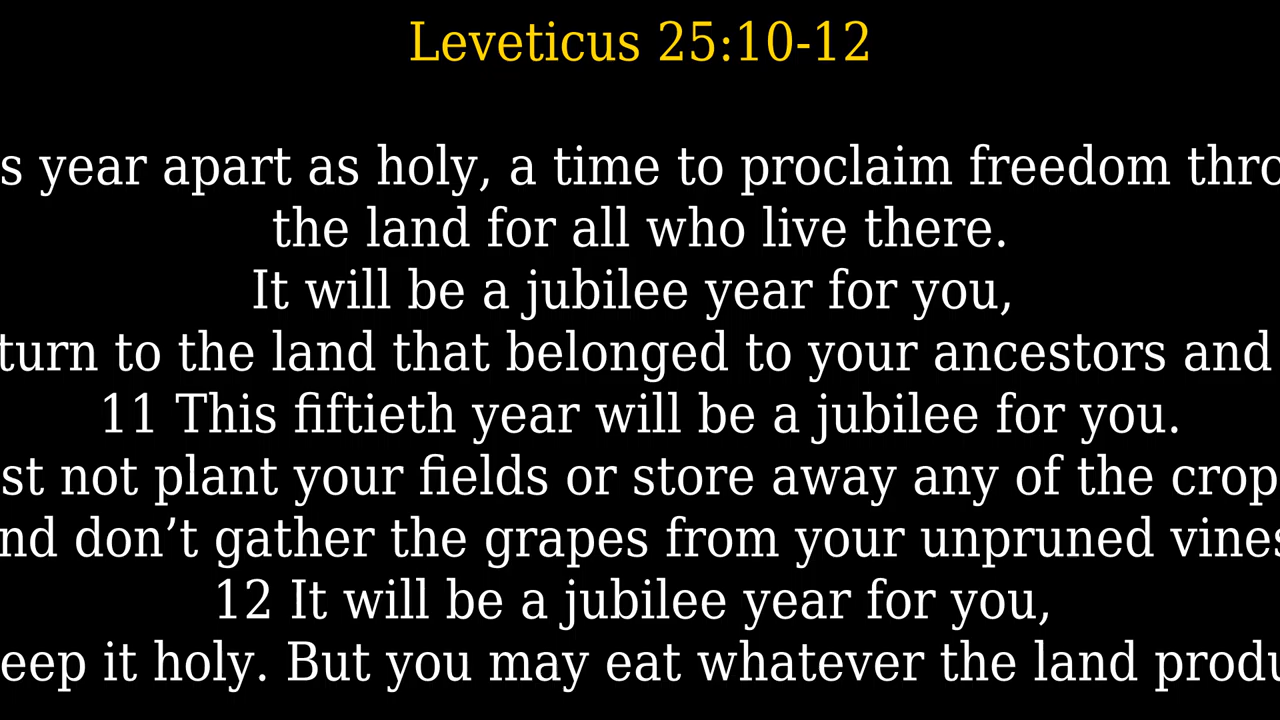 Leveticus 25:10-12
s year apart as holy, a time to proclaim freedom thro
the land for all who live there.
It will be a jubilee year for you,
turn to the land that belonged to your ancestors and
11 This fiftieth year will be a jubilee for you.
st not plant your fields or store away any of the crop
nd don’t gather the grapes from your unpruned vines
12 It will be a jubilee year for you,
eep it holy. But you may eat whatever the land produ